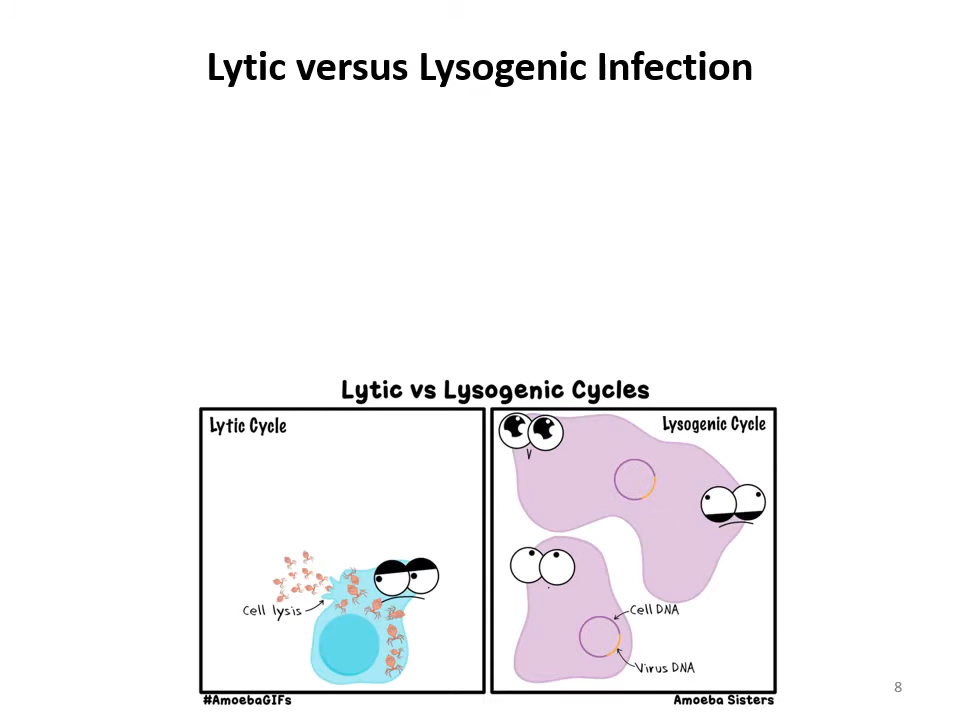 Lytic versus Lysogenic Infection
Lytic vs Lysogenic Cycles
Lytic Cycle
Cell lysis
#AmoebaGIFs
Lysogenic Cycle
Cell DNA
Virus DNA
Amoeba Sisters
8